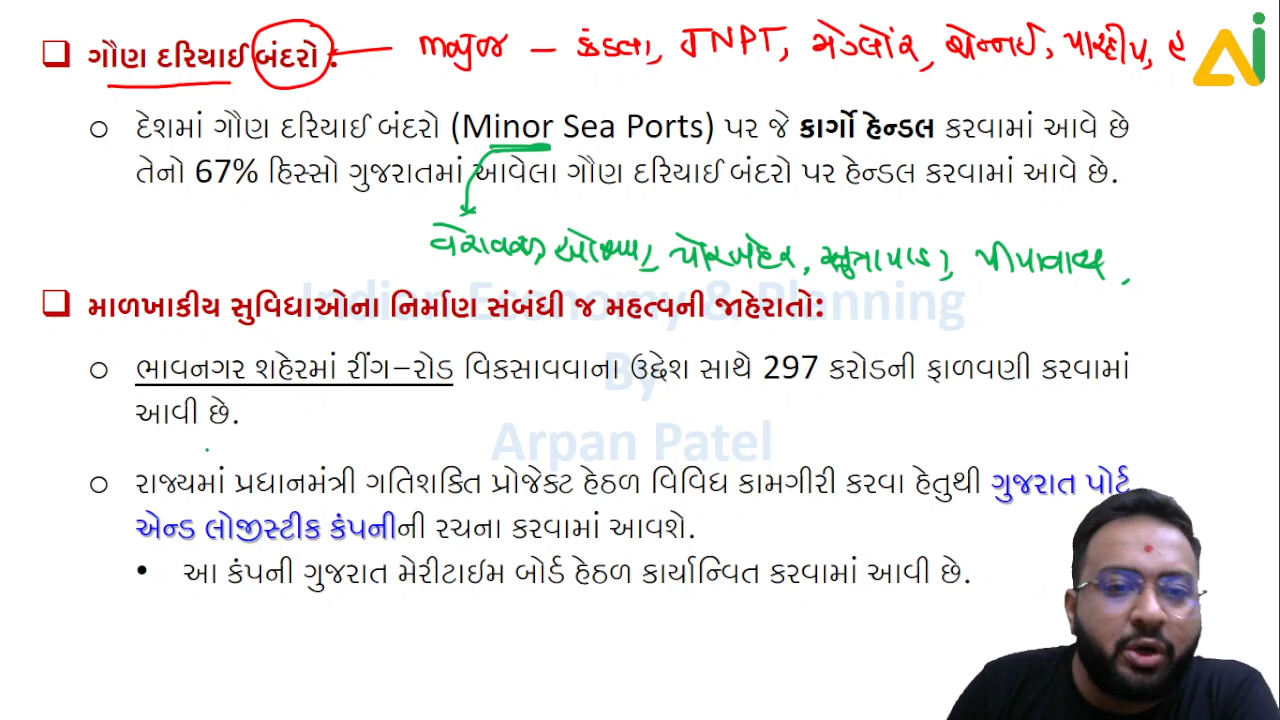 ❑ ગૌણ દરિયાઈ બંદરો : — major – કંડલા, JNPT, મેંગલોર, ચેન્નઈ, પારદીપ,
Ai
○ દેશમાં ગૌણ દરિયાઈ બંદરો (Minor Sea Ports) પર જે કાર્ગો હેન્ડલ કરવામાં આવે છે
તેનો 67% હિસ્સો ગુજરાતમાં આવેલા ગૌણ દરિયાઈ બંદરો પર હેન્ડલ કરવામાં આવે છે.
વેરાવળ, ઓખા, પોરબંદર, સુત્રાપાડા, પીપાવાવ,
Indian Economy & Planning
❑ માળખાકીય સુવિધાઓના નિર્માણ સંબંધી જ મહત્વની જાહેરાતો:
○ ભાવનગર શહેરમાં રીંગ-રોડ વિકસાવવાના ઉદ્દેશ સાથે 297 કરોડની ફાળવણી કરવામાં
By
આવી છે.
Arpan Patel
○ રાજ્યમાં પ્રધાનમંત્રી ગતિશક્તિ પ્રોજેક્ટ હેઠળ વિવિધ કામગીરી કરવા હેતુથી ગુજરાત પોર્ટ
એન્ડ લોજીસ્ટીક કંપનીની રચના કરવામાં આવશે.
• આ કંપની ગુજરાત મેરીટાઇમ બોર્ડ હેઠળ કાર્યાન્વિત કરવામાં આવી છે.